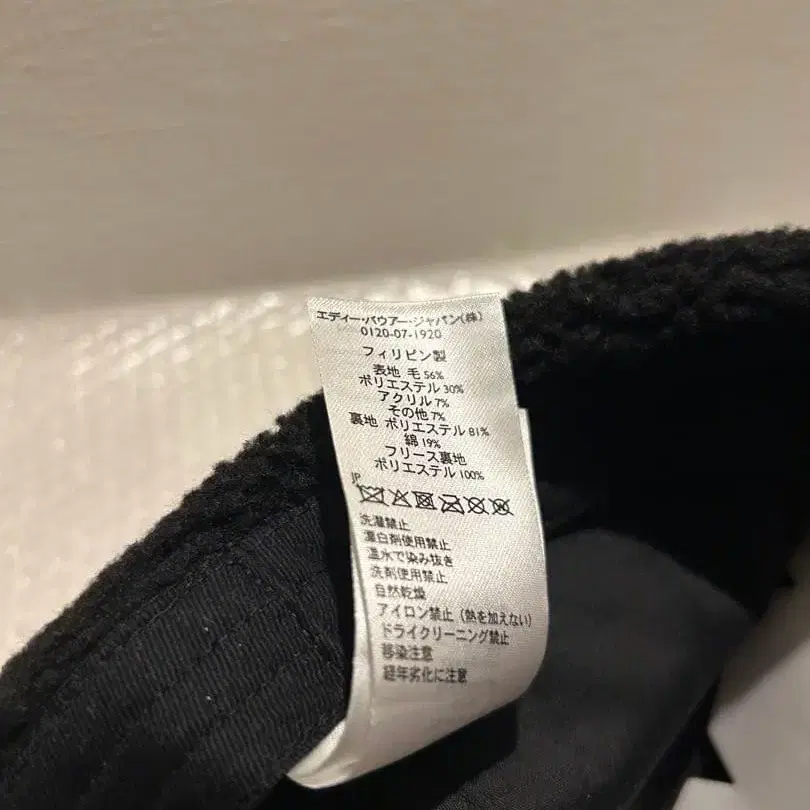 エディー・バウアー・ジャパン(株)
0120-07-1920
フィリピン製
表地 毛 56%
ポリエステル 30%
アクリル 7%
その他 7%
裏地 ポリエステル 81%
綿 19%
フリース裏地
ポリエステル 100%
JP
洗濯禁止
漂白剤使用禁止
温水で染み抜き
洗剤使用禁止
自然乾燥
アイロン禁止（熱を加えない）
ドライクリーニング禁止
移染注意
経年劣化に注意